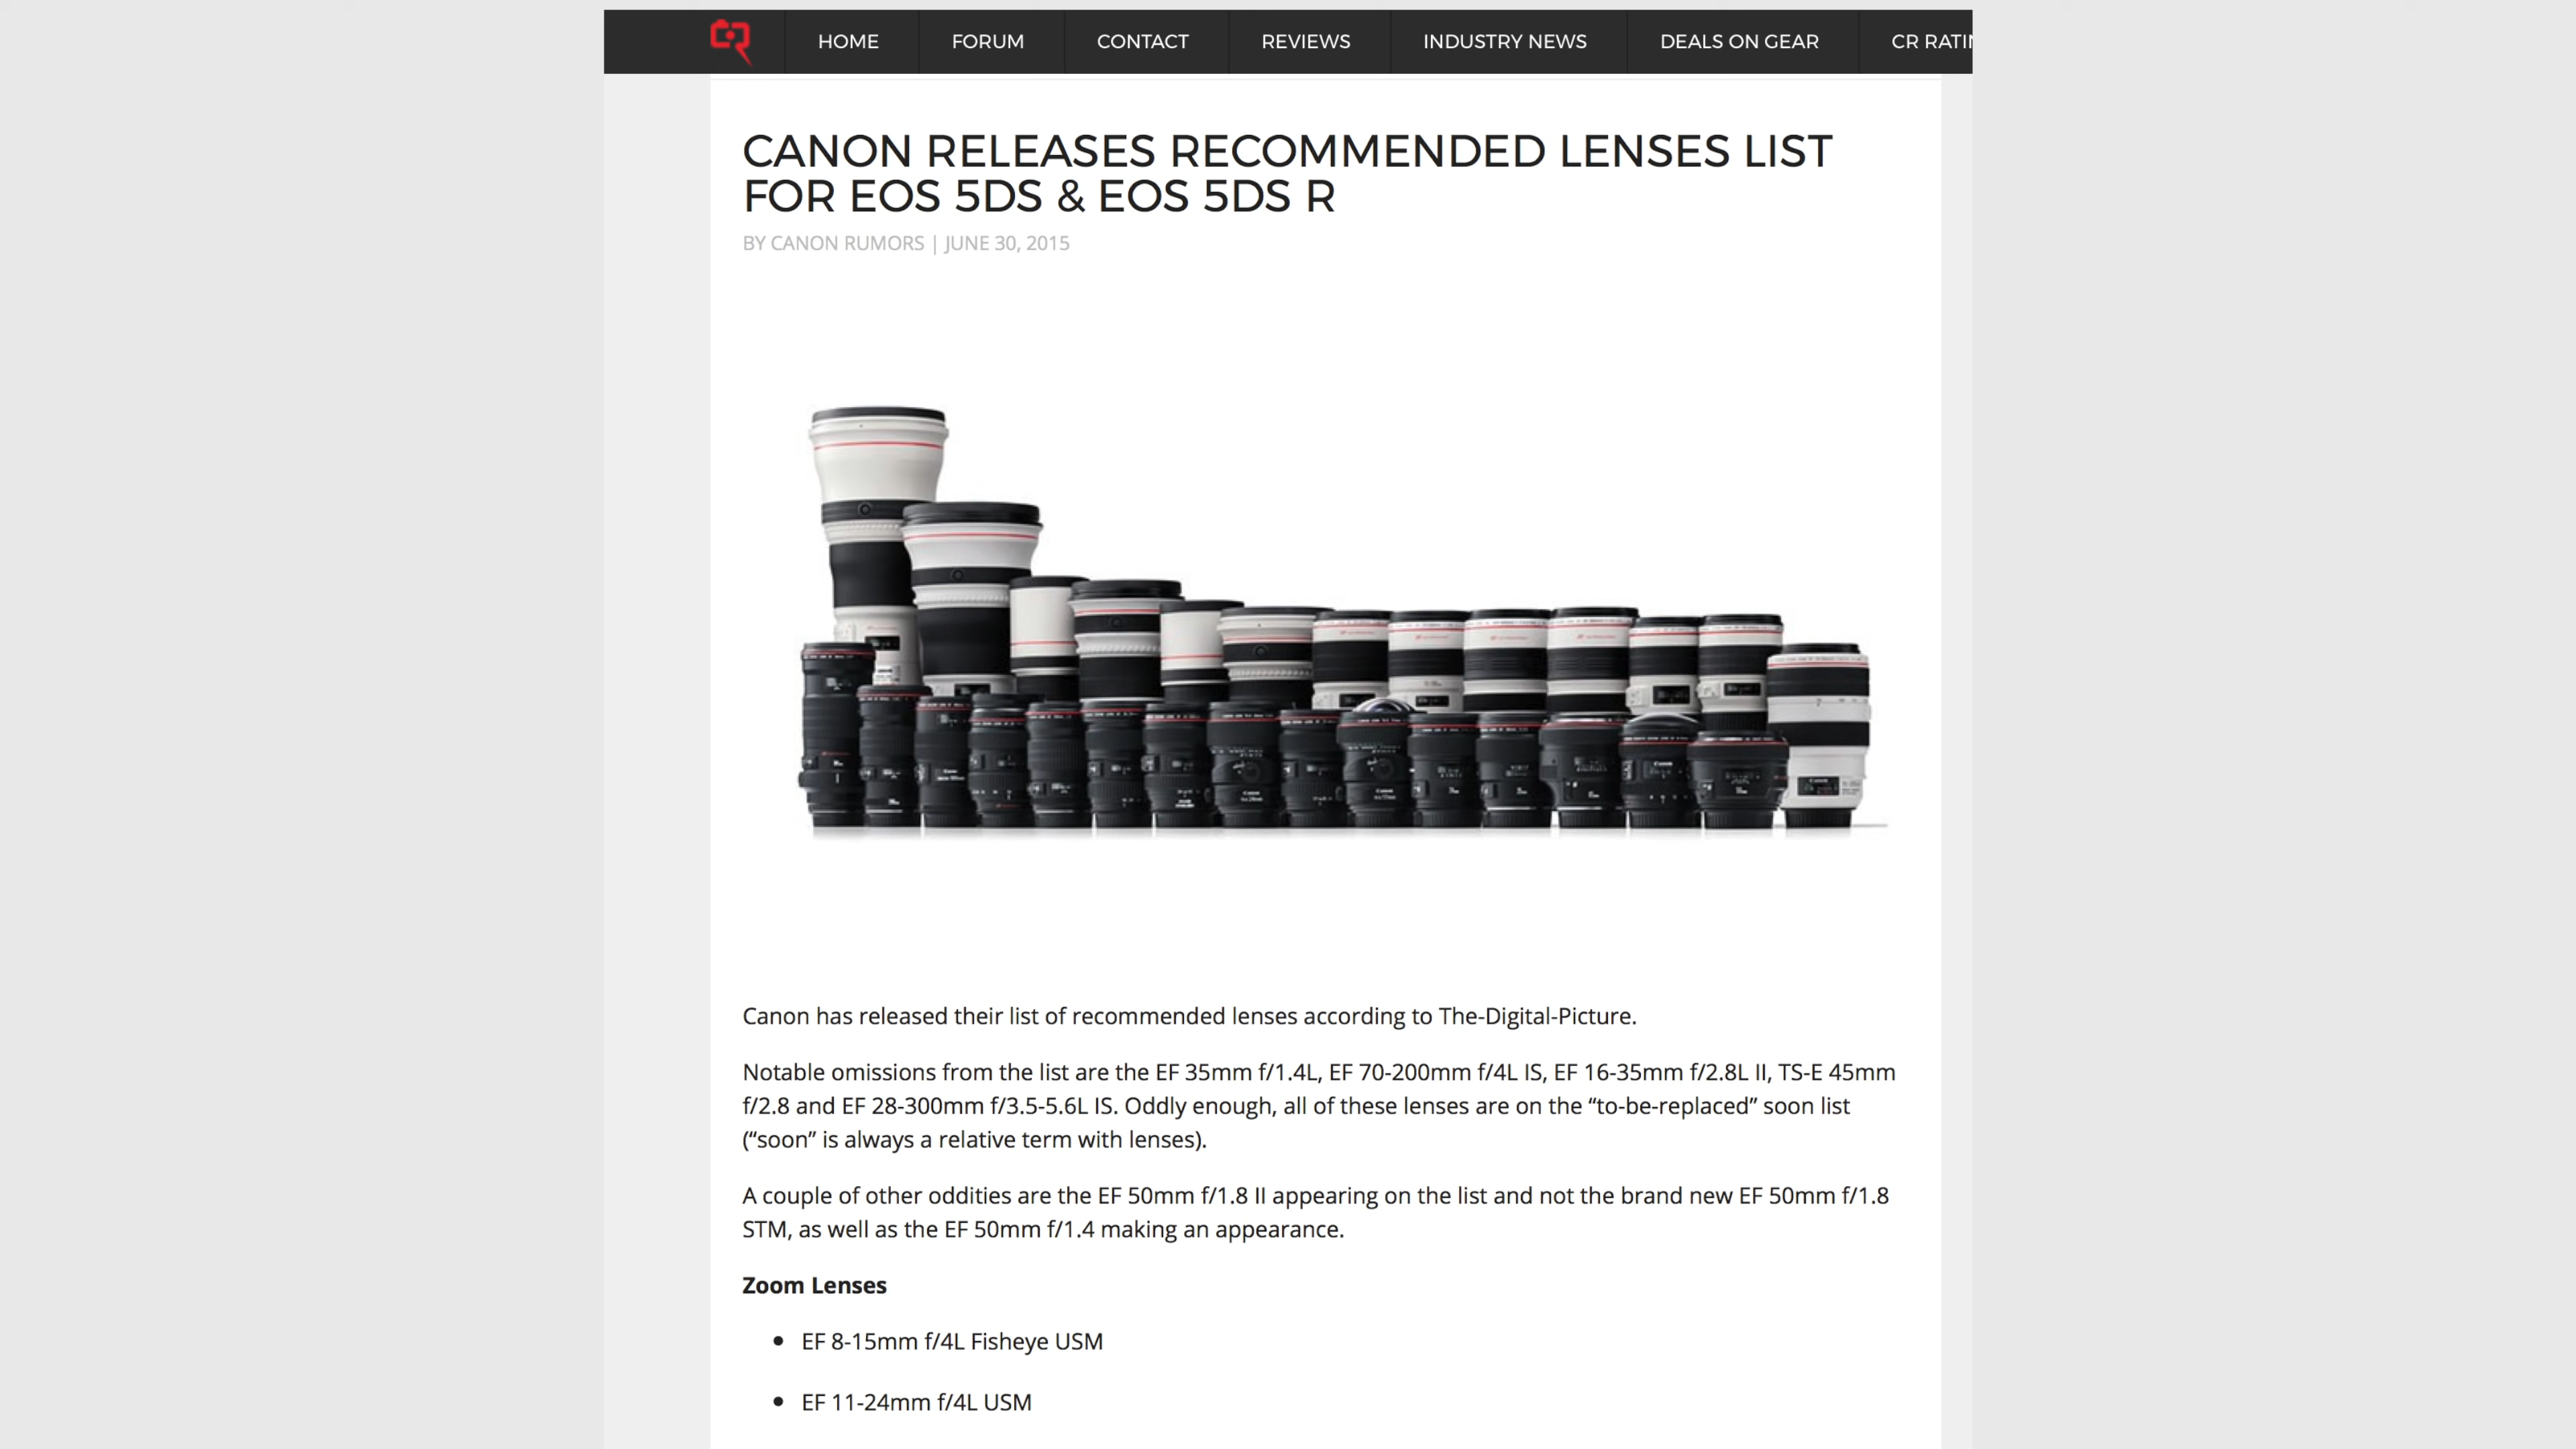 HOME
FORUM
CONTACT
REVIEWS
INDUSTRY NEWS
DEALS ON GEAR
CR
CANON RELEASES RECOMMENDED LENSES LIST
FOR EOS 5DS & EOS 5DS R
BY CANON RUMORS | JUNE 30, 2015
Canon has released their list of recommended lenses according to The-Digital-Picture.
Notable omissions from the list are the EF 35mm f/1.4L, EF 70-200mm f/4L IS, EF 16-35mm f/2.8L II, TS-E 45mm
f/2.8 and EF 28-300mm f/3.5-5.6L IS. Oddly enough, all of these lenses are on the “to-be-replaced” soon list
(“soon” is always a relative term with lenses).
A couple of other oddities are the EF 50mm f/1.8 II appearing on the list and not the brand new EF 50mm f/1.8
STM, as well as the EF 50mm f/1.4 making an appearance.
Zoom Lenses
• EF 8-15mm f/4L Fisheye USM
• EF 11-24mm f/4L USM